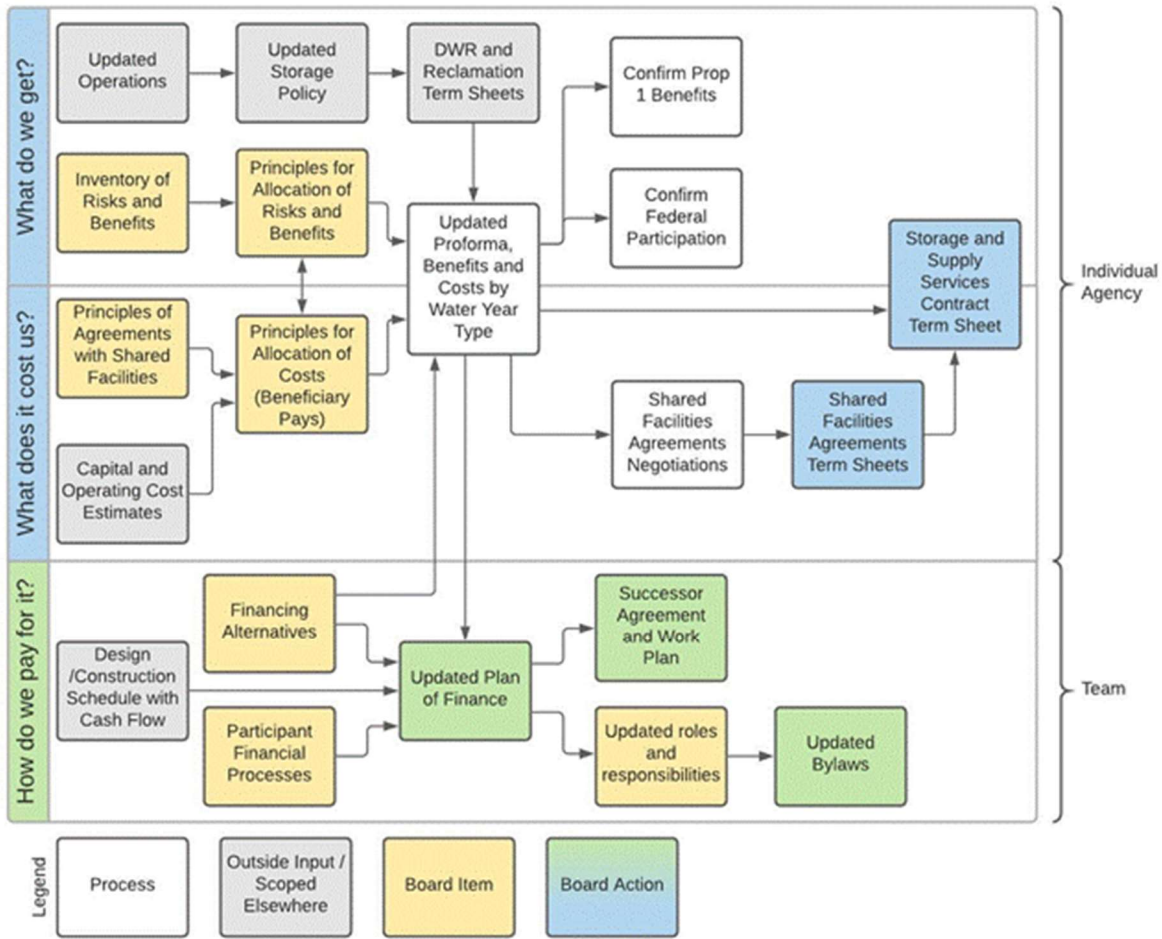 What do we get?
Updated
Operations
Updated
Storage
Policy
DWR and
Reclamation
Term Sheets
Confirm Prop
1 Benefits
Inventory of
Risks and
Benefits
Principles for
Allocation of
Risks and
Benefits
Updated
Proforma,
Benefits and
Costs by
Water Year
Type
Confirm
Federal
Participation
Storage and
Supply
Services
Contract
Term Sheet
Individual
Agency
What does it cost us?
Principles of
Agreements
with Shared
Facilities
Principles for
Allocation of
Costs
(Beneficiary
Pays)
Capital and
Operating Cost
Estimates
Shared
Facilities
Agreements
Negotiations
Shared
Facilities
Agreements
Term Sheets
How do we pay for it?
Financing
Alternatives
Design
/Construction
Schedule with
Cash Flow
Participant
Financial
Processes
Updated Plan
of Finance
Successor
Agreement
and Work
Plan
Updated roles
and
responsibilities
Updated
Bylaws
Team
Legend
Process
Outside Input /
Scoped
Elsewhere
Board Item
Board Action